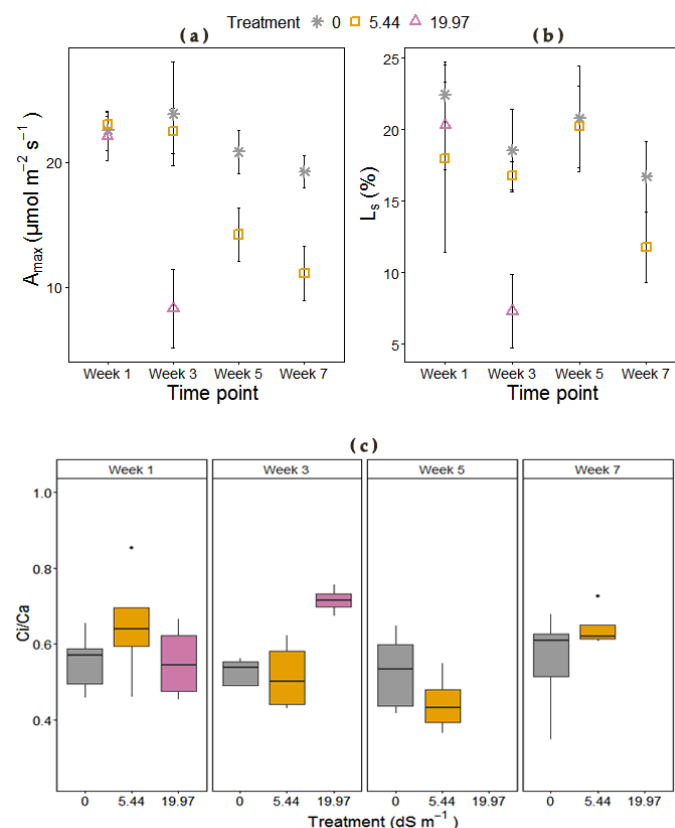 Treatment 0 5.44 19.97
(a)
(b)
A_max (μmol m⁻² s⁻¹)
20
10
Week 1 Week 3 Week 5 Week 7
Time point
L_s (%)
25
20
15
10
5
Week 1 Week 3 Week 5 Week 7
Time point
(c)
Week 1 Week 3 Week 5 Week 7
Ci/Ca
1.0
0.8
0.6
0.4
0 5.44 19.97 0 5.44 19.97 0 5.44 19.97 0 5.44 19.97
Treatment (dS m⁻¹)